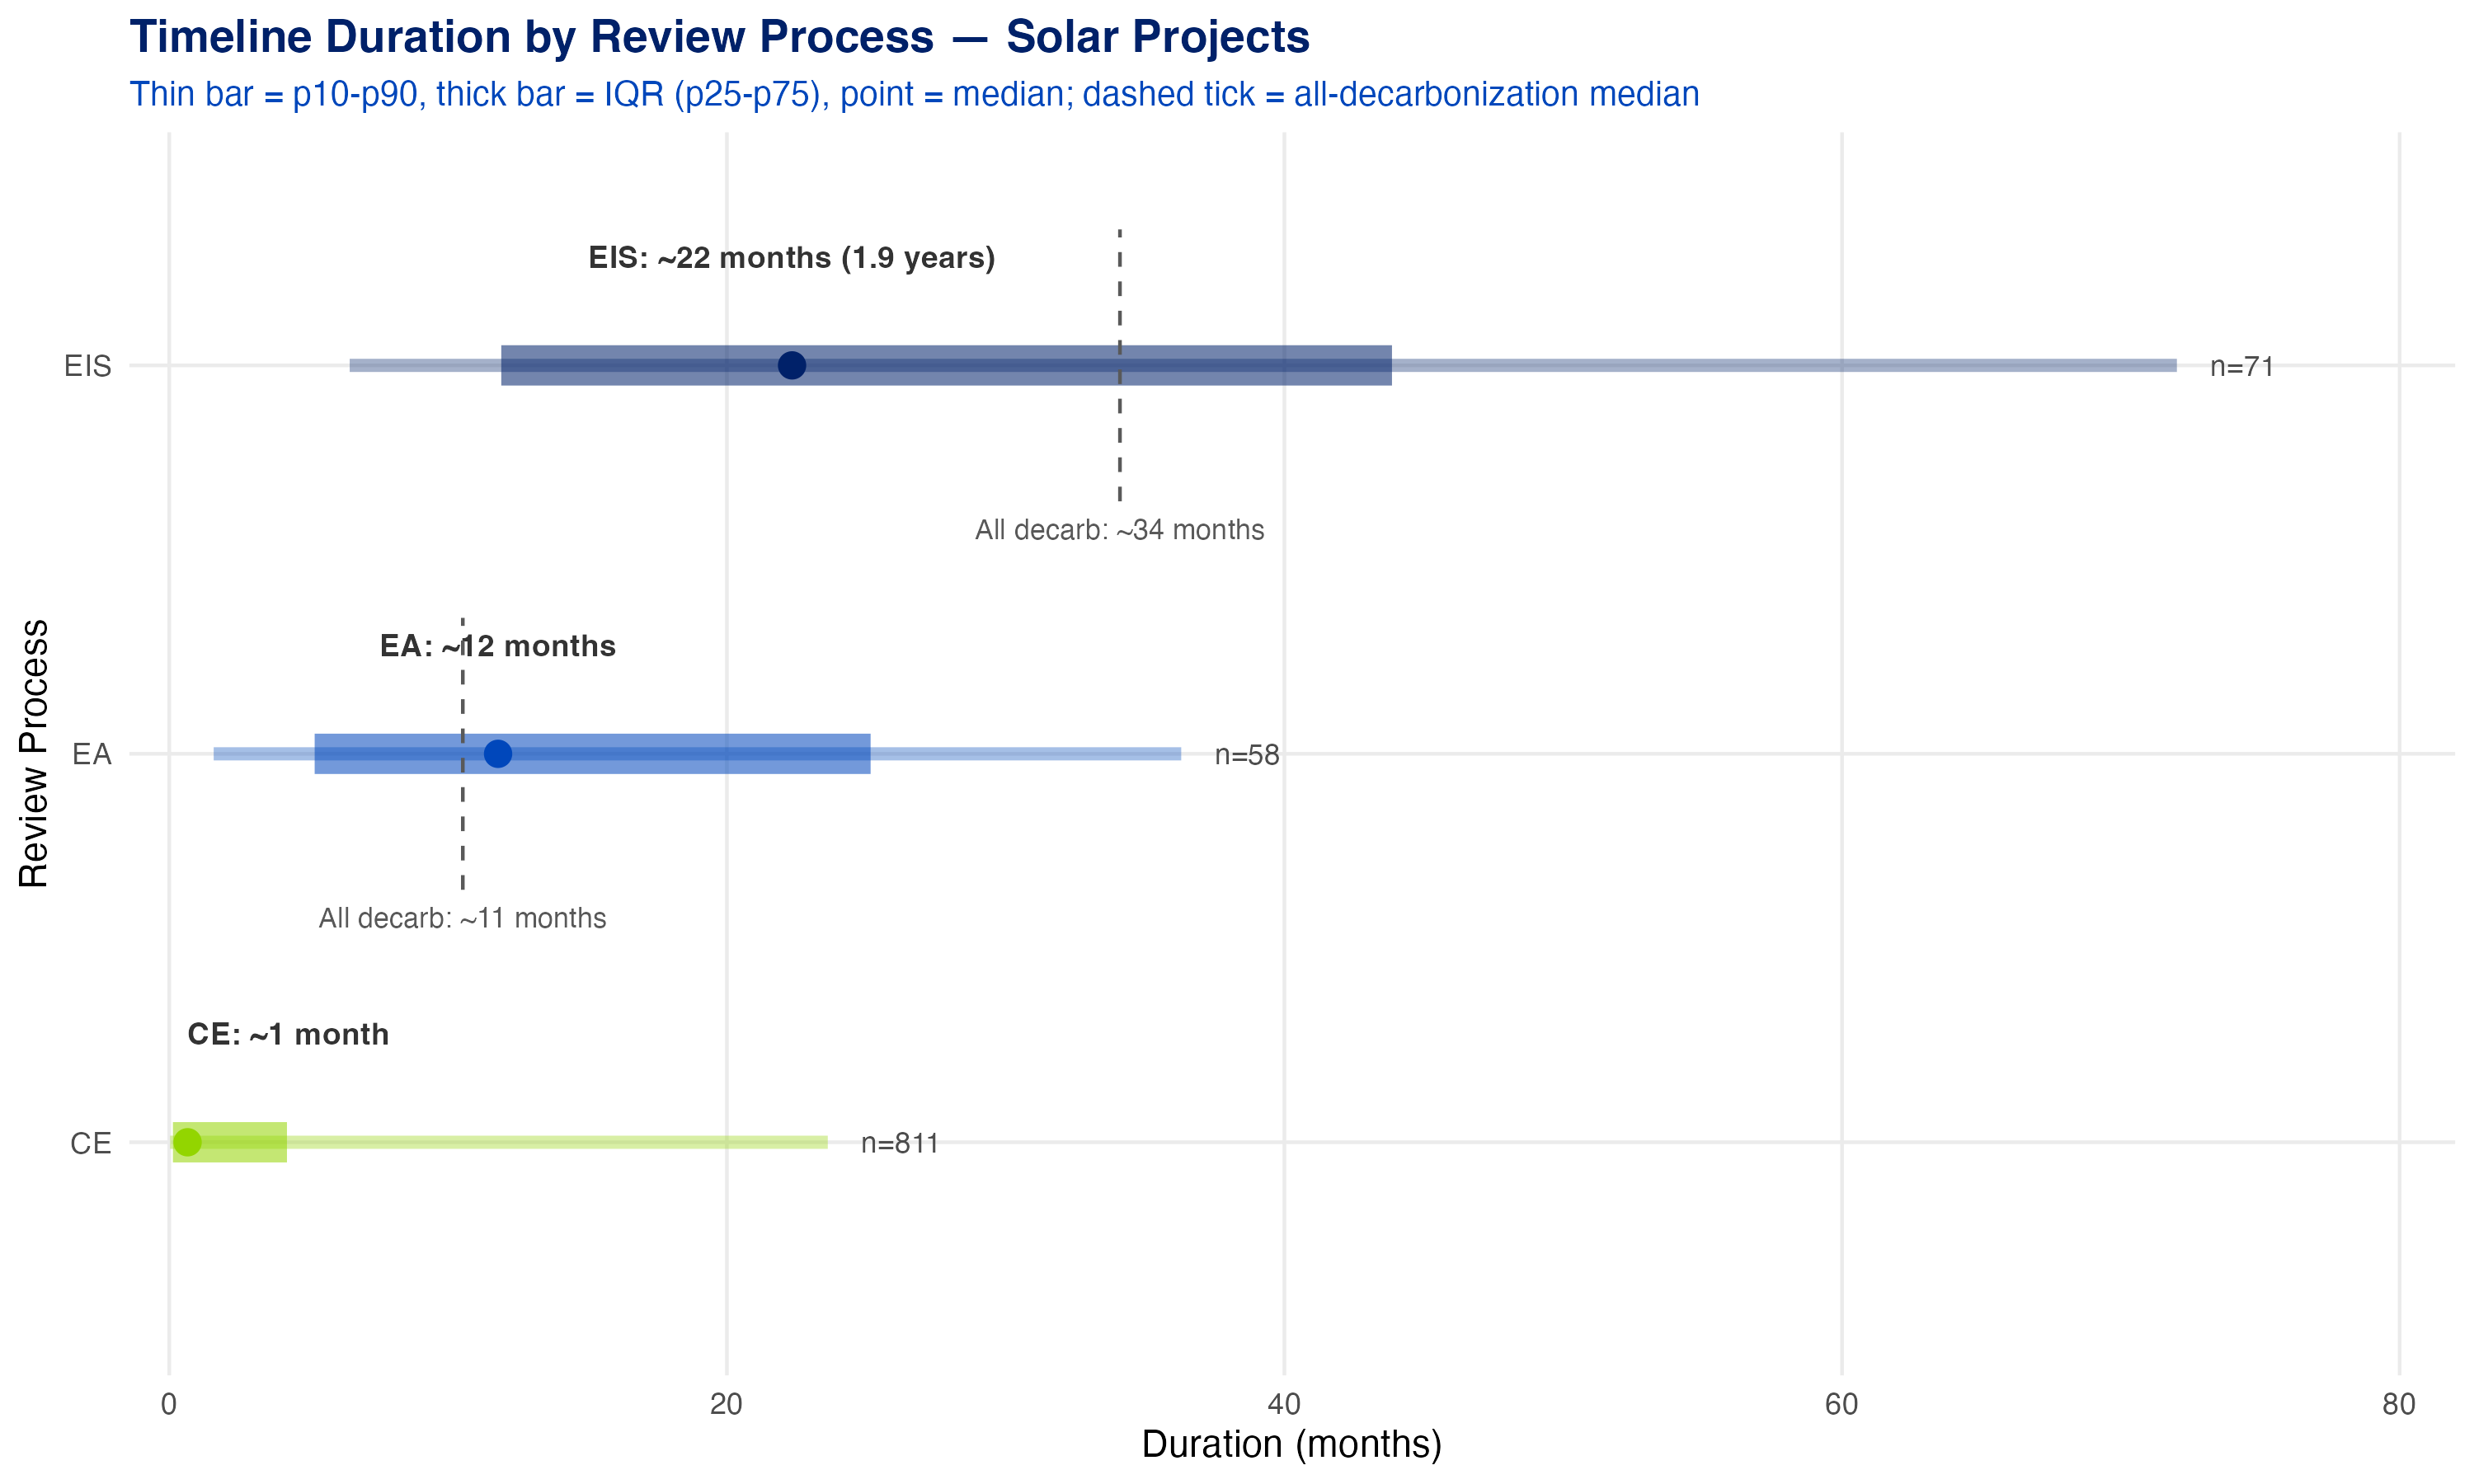 Timeline Duration by Review Process — Solar Projects
Thin bar = p10-p90, thick bar = IQR (p25-p75), point = median; dashed tick = all-decarbonization median
EIS: ~22 months (1.9 years)
EIS
n=71
All decarb: ~34 months
EA: ~12 months
EA
n=58
All decarb: ~11 months
CE: ~1 month
CE
n=811
Review Process
0 20 40 60 80
Duration (months)